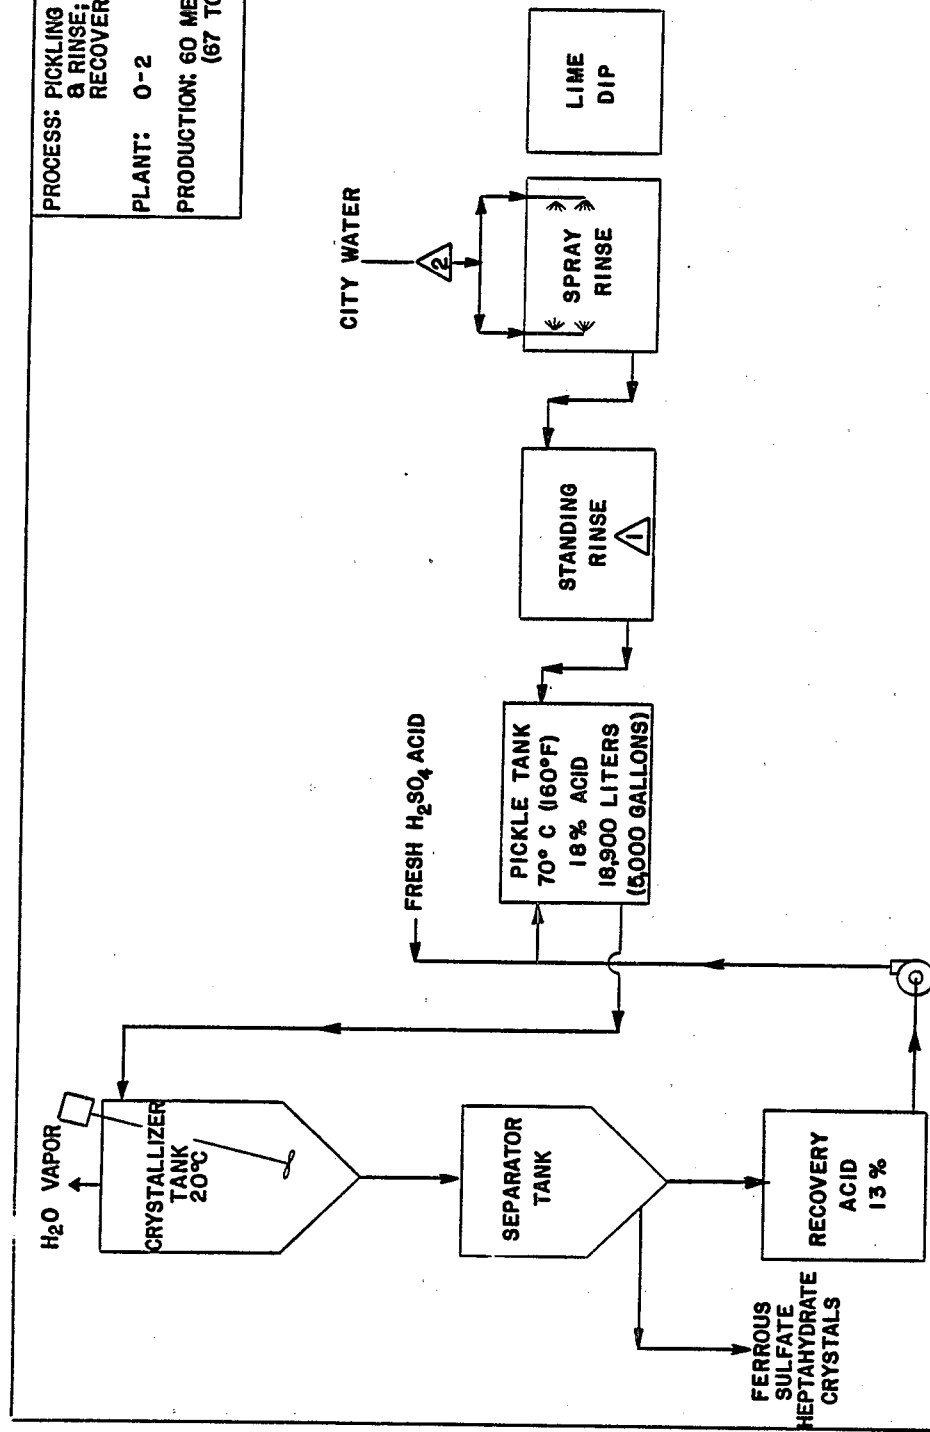 PROCESS: PICKLING
& RINSE;
RECOVER
PLANT: O-2
PRODUCTION: 60 ME
(67 TO
H₂O VAPOR
CRYSTALLIZER
TANK
20°C
SEPARATOR
TANK
FERROUS
SULFATE
HEPTAHYDRATE
CRYSTALS
RECOVERY
ACID
13%
FRESH H₂SO₄ ACID
PICKLE TANK
70° C (160°F)
18% ACID
18,900 LITERS
(5,000 GALLONS)
STANDING
RINSE
1
CITY WATER
2
SPRAY
RINSE
LIME
DIP